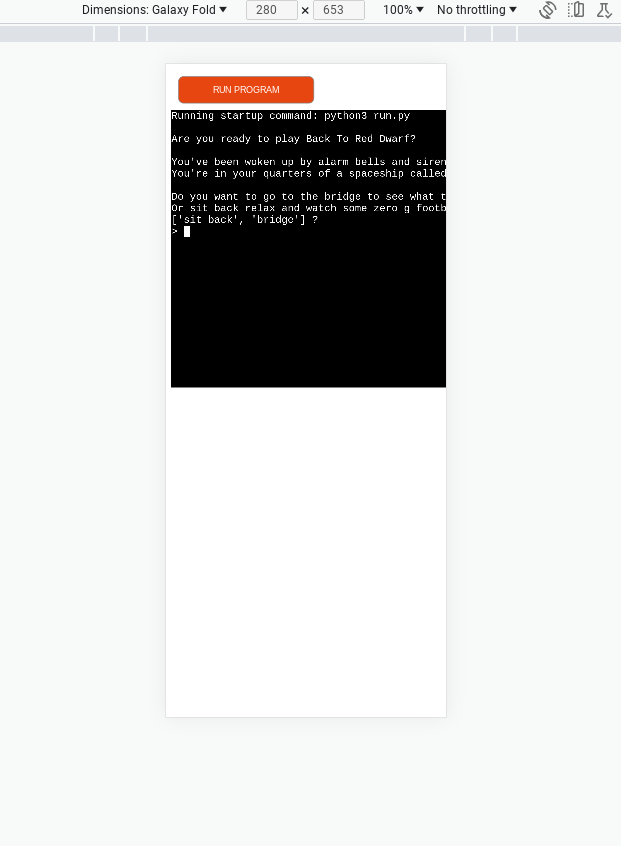 Dimensions: Galaxy Fold 280 × 653 100% No throttling
RUN PROGRAM
Running startup command: python3 run.py
Are you ready to play Back To Red Dwarf?
You've been woken up by alarm bells and siren
You're in your quarters of a spaceship called
Do you want to go to the bridge to see what t
Or sit back relax and watch some zero g footb
['sit back', 'bridge'] ?
>